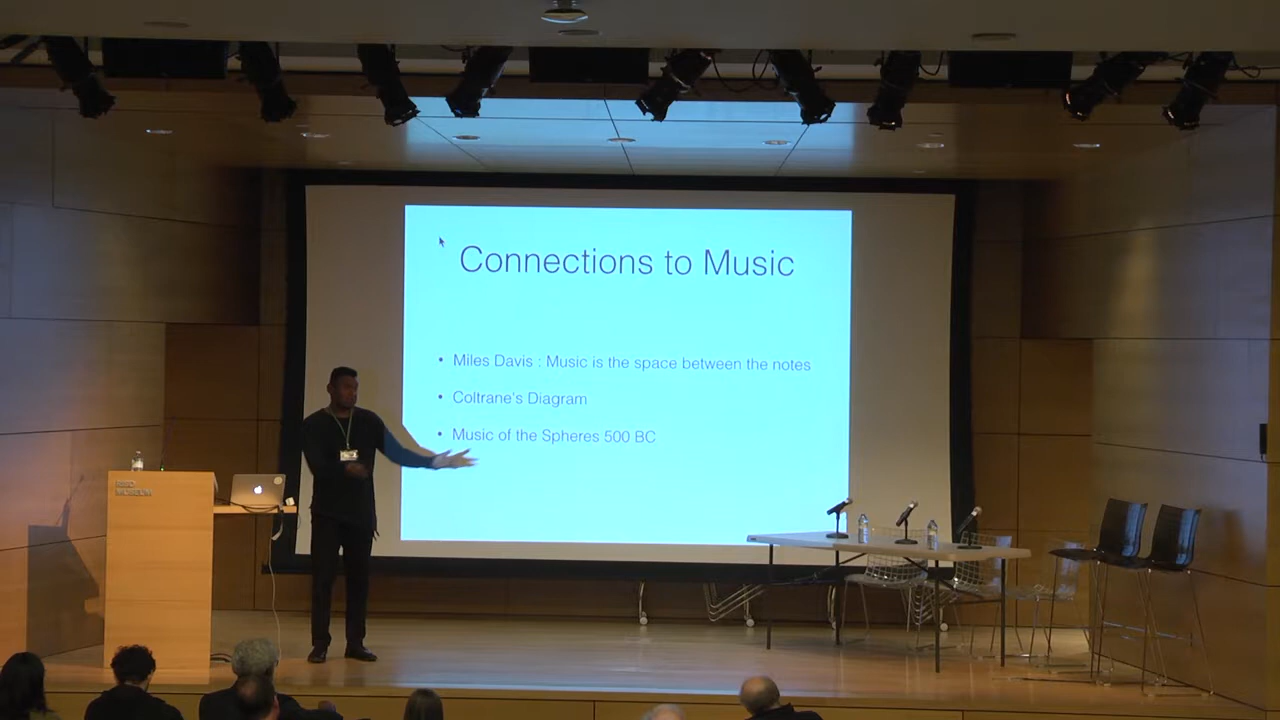 Connections to Music
• Miles Davis : Music is the space between the notes
• Coltrane's Diagram
• Music of the Spheres 500 BC